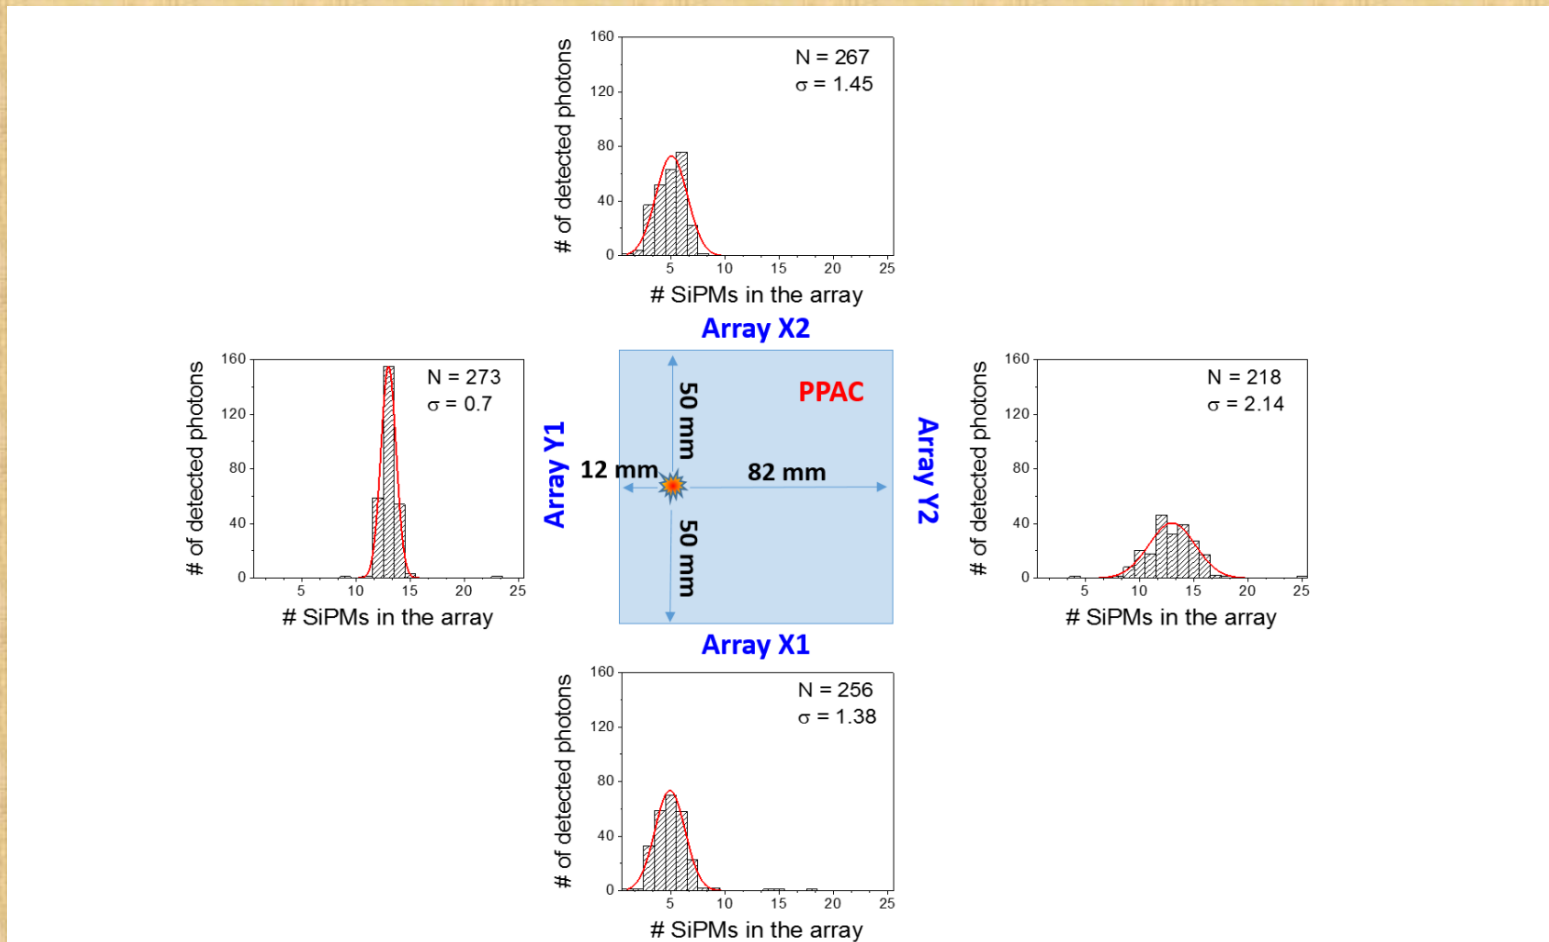 160
120
80
40
0
# of detected photons
N = 267
σ = 1.45
5 10 15 20 25
# SiPMs in the array
Array X2
160
120
80
40
0
# of detected photons
N = 273
σ = 0.7
5 10 15 20 25
# SiPMs in the array
Array Y1
PPAC
50 mm
12 mm
82 mm
50 mm
Array Y2
160
120
80
40
0
# of detected photons
N = 218
σ = 2.14
5 10 15 20 25
# SiPMs in the array
Array X1
160
120
80
40
0
# of detected photons
N = 256
σ = 1.38
5 10 15 20 25
# SiPMs in the array